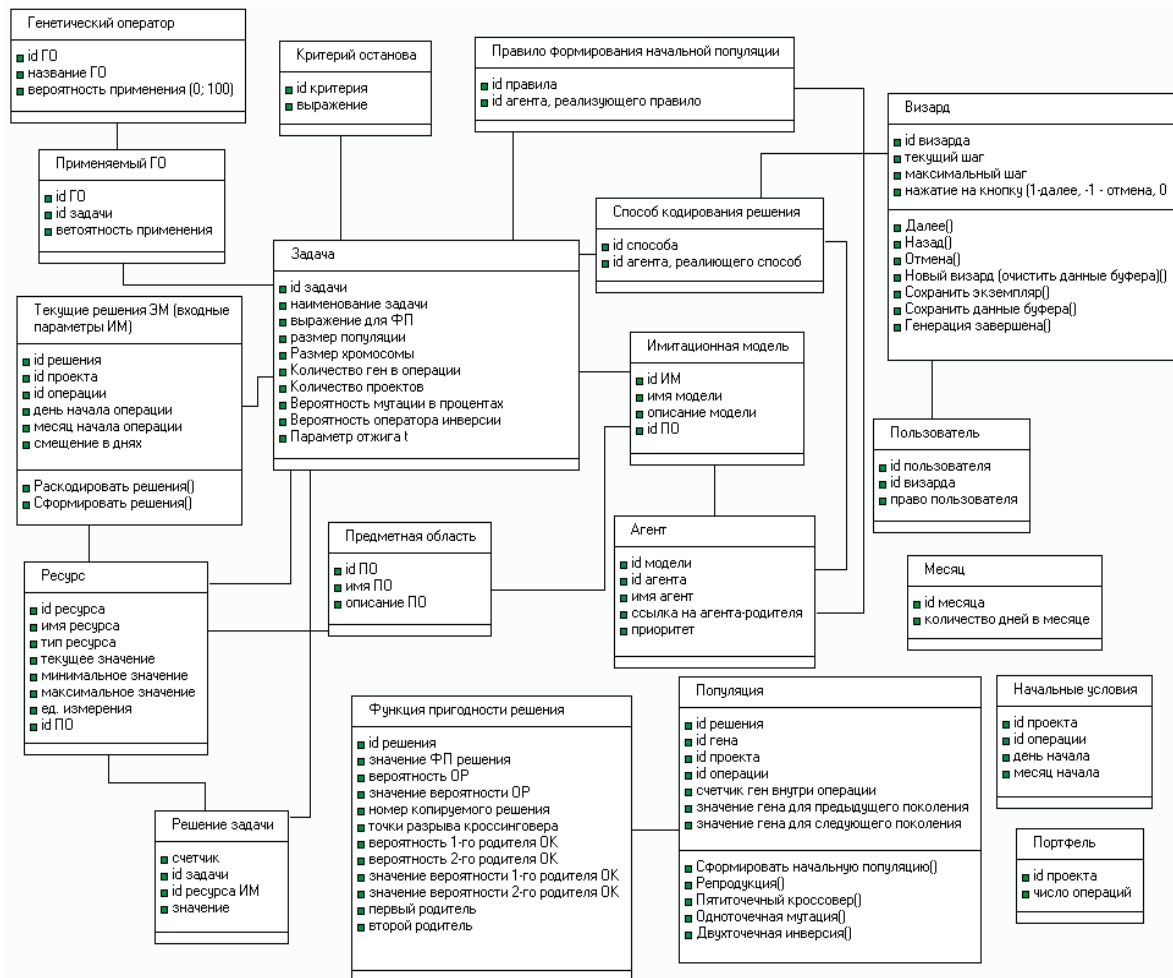 Генетический оператор
id ГО
название ГО
вероятность применения (0; 100)
Критерий останова
id критерия
выражение
Правило формирования начальной популяции
id правила
id агента, реализующего правило
Визард
id визарда
текущий шаг
максимальный шаг
нажатие на кнопку (1-далее, -1 - отмена, 0
Далее()
Назад()
Отмена()
Новый визард (очистить данные буфера)()
Сохранить экземпляр()
Сохранить данные буфера()
Генерация завершена()
Применяемый ГО
id ГО
id задачи
ветоятность применения
Способ кодирования решения
id способа
id агента, реалиющего способ
Задача
id задачи
наименование задачи
выражение для ФП
размер популяции
Размер хромосомы
Количество ген в операции
Количество проектов
Вероятность мутации в процентах
Вероятность оператора инверсии
Параметр отжига t
Текущие решения ЭМ (входные
параметры ИМ)
id решения
id проекта
id операции
день начала операции
месяц начала операции
смещение в днях
Раскодировать решения()
Сформировать решения()
Имитационная модель
id ИМ
имя модели
описание модели
id ПО
Пользователь
id пользователя
id визарда
право пользователя
Предметная область
id ПО
имя ПО
описание ПО
Агент
id модели
id агента
имя агент
ссылка на агента-родителя
приоритет
Месяц
id месяца
количество дней в месяце
Ресурс
id ресурса
имя ресурса
тип ресурса
текущее значение
минимальное значение
максимальное значение
ед. измерения
id ПО
Функция пригодности решения
id решения
значение ФП решения
вероятность ОР
значение вероятности ОР
номер копируемого решения
точки разрыва кроссинговера
вероятность 1-го родителя ОК
вероятность 2-го родителя ОК
значение вероятности 1-го родителя ОК
значение вероятности 2-го родителя ОК
первый родитель
второй родитель
Популяция
id решения
id гена
id проекта
id операции
счетчик ген внутри операции
значение гена для предыдущего поколения
значение гена для следующего поколения
Сформировать начальную популяцию()
Репродукция()
Пятиточечный кроссовер()
Одноточечная мутация()
Двухточечная инверсия()
Начальные условия
id проекта
id операции
день начала
месяц начала
Решение задачи
счетчик
id задачи
id ресурса ИМ
значение
Портфель
id проекта
число операций